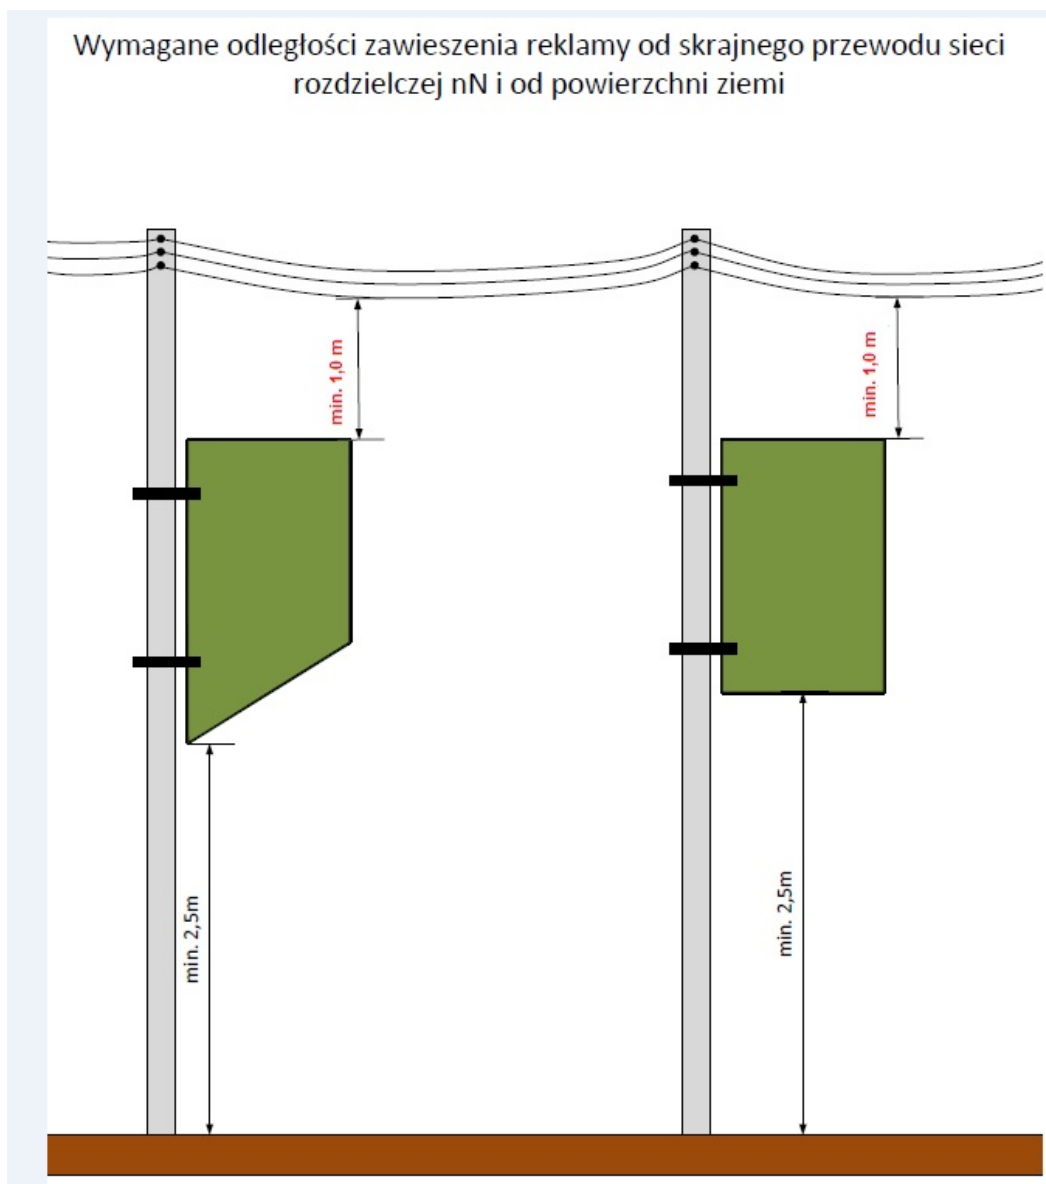 Wymagane odległości zawieszenia reklamy od skrajnego przewodu sieci
rozdzielczej nN i od powierzchni ziemi
min. 1,0 m
min. 1,0 m
min. 2,5m
min. 2,5m